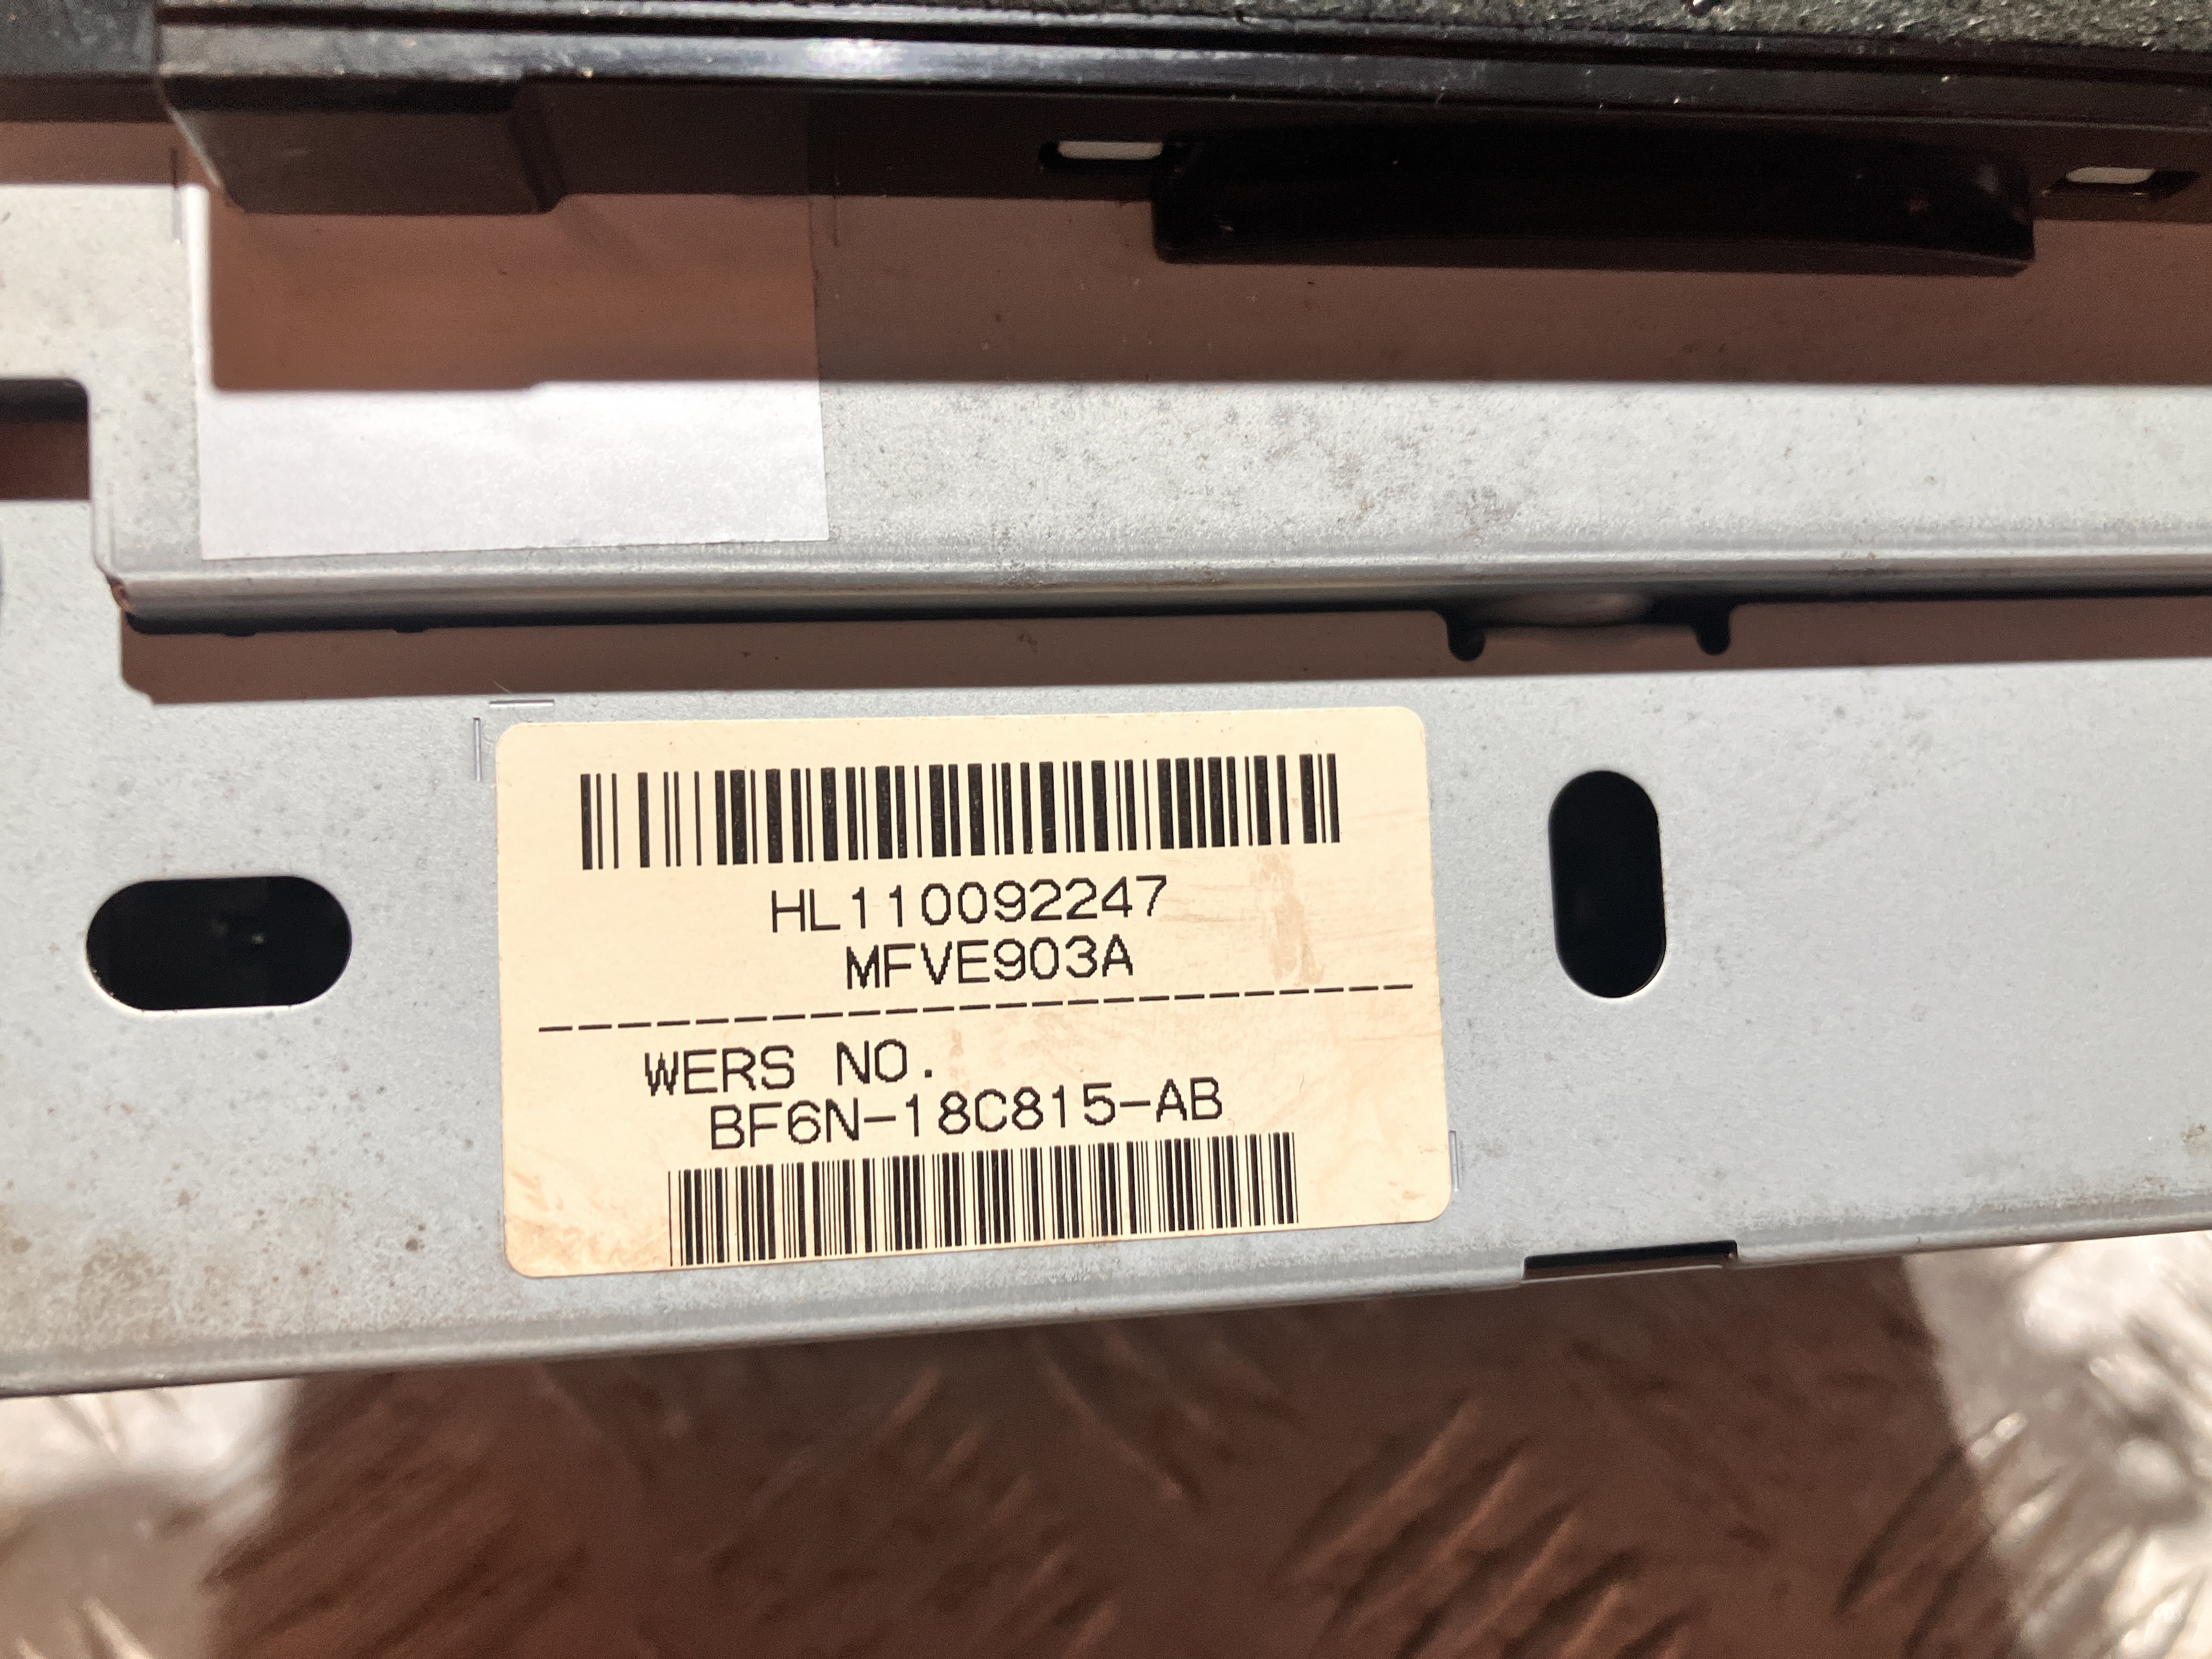 HL110092247
MFVE903A
WERS NO.
BF6N-18C815-AB